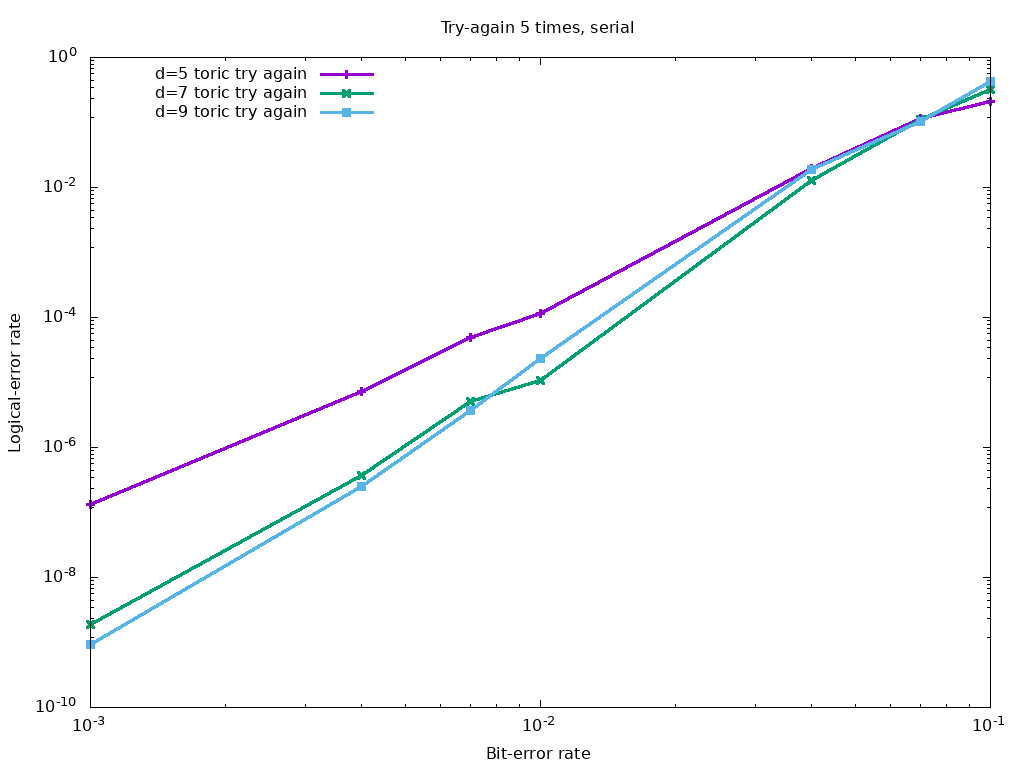 Try-again 5 times, serial
10^0
d=5 toric try again
d=7 toric try again
d=9 toric try again
10^-2
10^-4
Logical-error rate
10^-6
10^-8
10^-10
10^-3 10^-2 10^-1
Bit-error rate